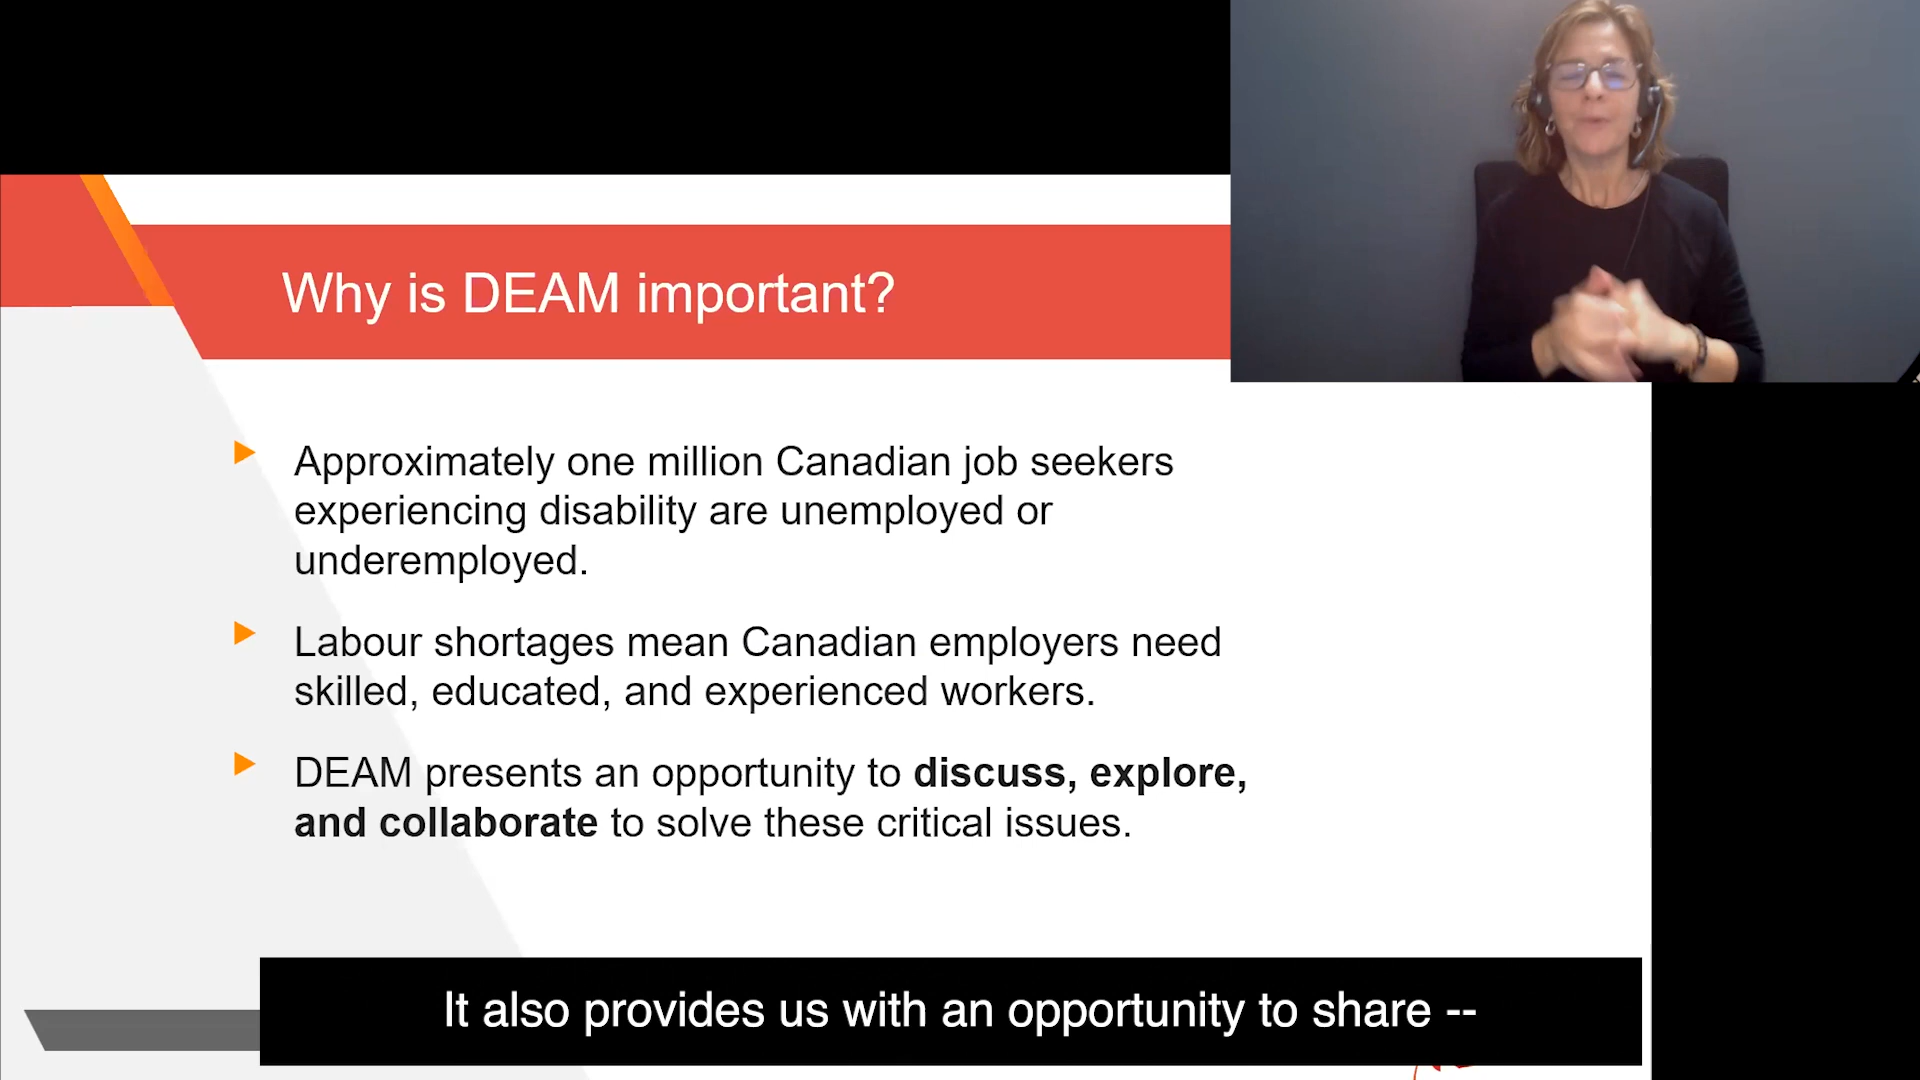 Why is DEAM important?
Approximately one million Canadian job seekers
experiencing disability are unemployed or
underemployed.
Labour shortages mean Canadian employers need
skilled, educated, and experienced workers.
DEAM presents an opportunity to discuss, explore,
and collaborate to solve these critical issues.
It also provides us with an opportunity to share --